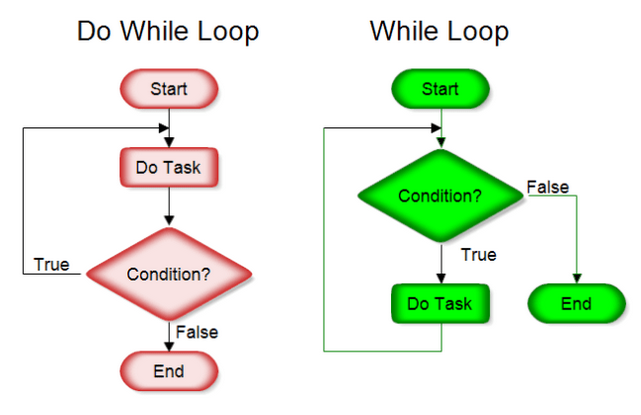 Do While Loop
Start
Do Task
True
Condition?
False
End
While Loop
Start
Condition?
False
True
Do Task
End